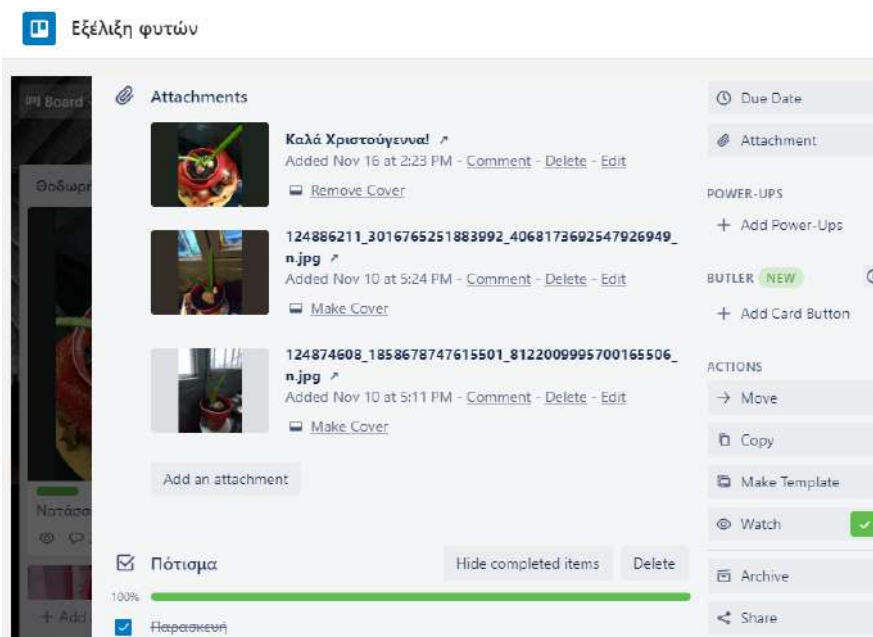 Εξέλιξη φυτών
Board
Θοδωρή
Νατάσσ
+ Add
Attachments
Καλά Χριστούγεννα! ↗
Added Nov 16 at 2:23 PM - Comment - Delete - Edit
Remove Cover
124886211_3016765251883992_4068173692547926949_
n.jpg ↗
Added Nov 10 at 5:24 PM - Comment - Delete - Edit
Make Cover
124874608_1858678747615501_8122009995700165506_
n.jpg ↗
Added Nov 10 at 5:11 PM - Comment - Delete - Edit
Make Cover
Add an attachment
Πότισμα
Hide completed items
Delete
100%
Παρασκευή
Due Date
Attachment
POWER-UPS
+ Add Power-Ups
BUTLER NEW
+ Add Card Button
ACTIONS
→ Move
Copy
Make Template
Watch
Archive
Share